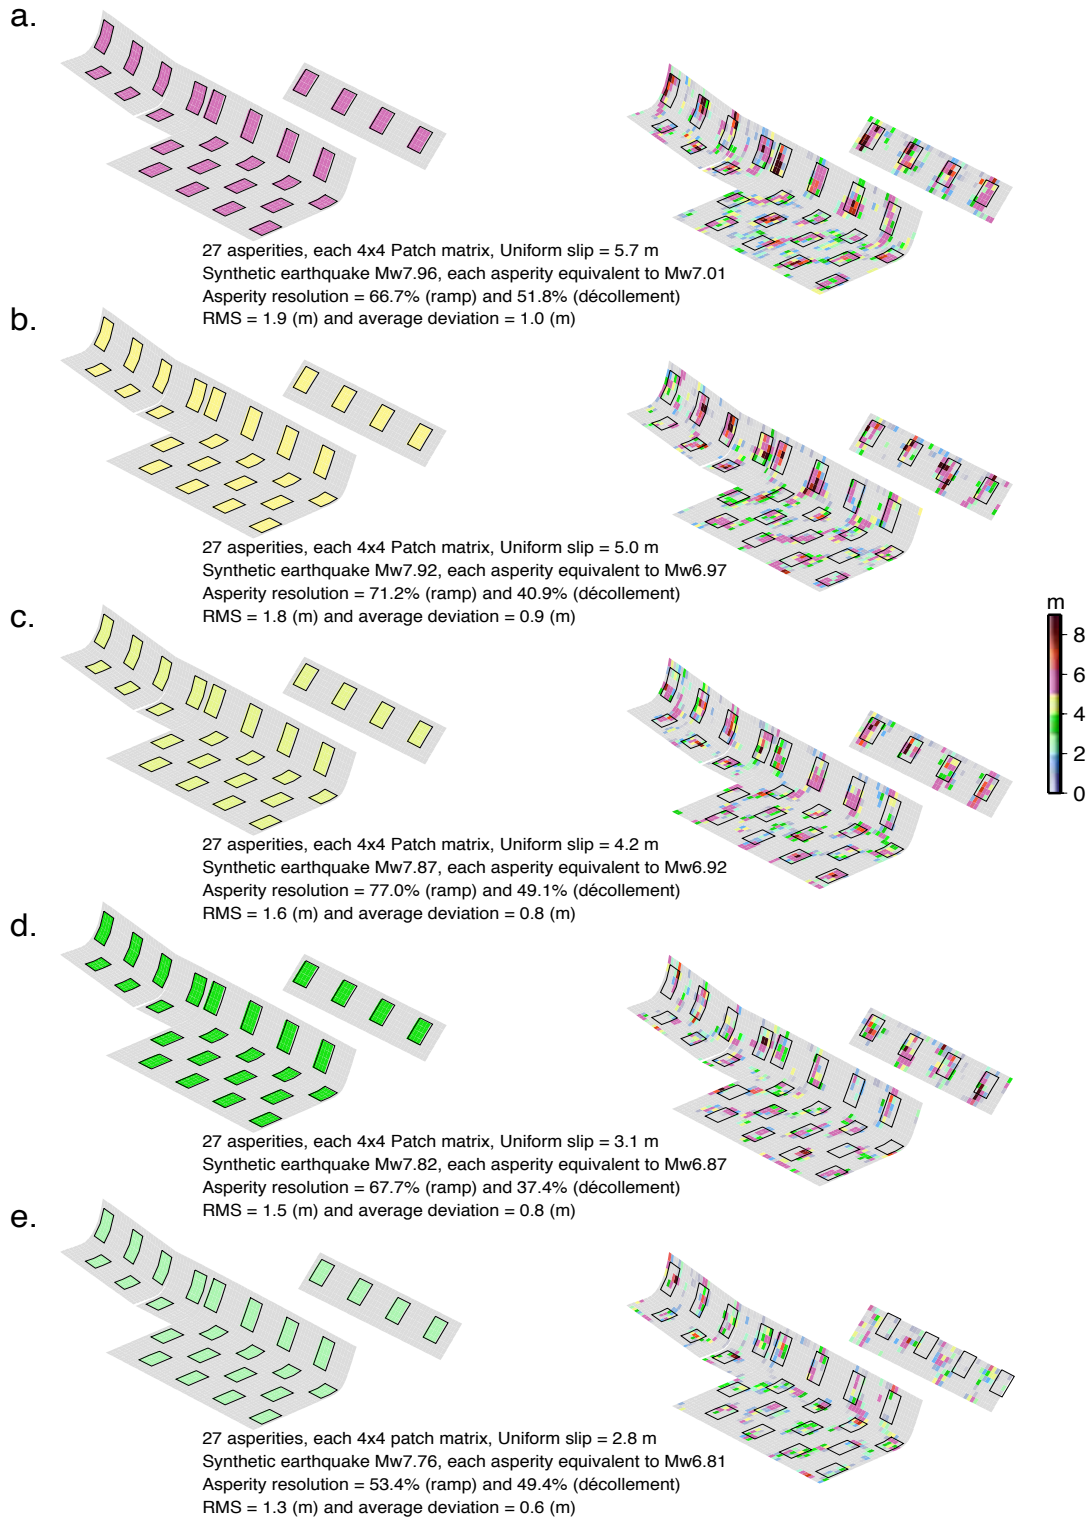 a.
27 asperities, each 4x4 Patch matrix, Uniform slip = 5.7 m
Synthetic earthquake Mw7.96, each asperity equivalent to Mw7.01
Asperity resolution = 66.7% (ramp) and 51.8% (décollement)
RMS = 1.9 (m) and average deviation = 1.0 (m)
b.
27 asperities, each 4x4 Patch matrix, Uniform slip = 5.0 m
Synthetic earthquake Mw7.92, each asperity equivalent to Mw6.97
Asperity resolution = 71.2% (ramp) and 40.9% (décollement)
RMS = 1.8 (m) and average deviation = 0.9 (m)
c.
27 asperities, each 4x4 Patch matrix, Uniform slip = 4.2 m
Synthetic earthquake Mw7.87, each asperity equivalent to Mw6.92
Asperity resolution = 77.0% (ramp) and 49.1% (décollement)
RMS = 1.6 (m) and average deviation = 0.8 (m)
m
8
6
4
2
0
d.
27 asperities, each 4x4 Patch matrix, Uniform slip = 3.1 m
Synthetic earthquake Mw7.82, each asperity equivalent to Mw6.87
Asperity resolution = 67.7% (ramp) and 37.4% (décollement)
RMS = 1.5 (m) and average deviation = 0.8 (m)
e.
27 asperities, each 4x4 patch matrix, Uniform slip = 2.8 m
Synthetic earthquake Mw7.76, each asperity equivalent to Mw6.81
Asperity resolution = 53.4% (ramp) and 49.4% (décollement)
RMS = 1.3 (m) and average deviation = 0.6 (m)